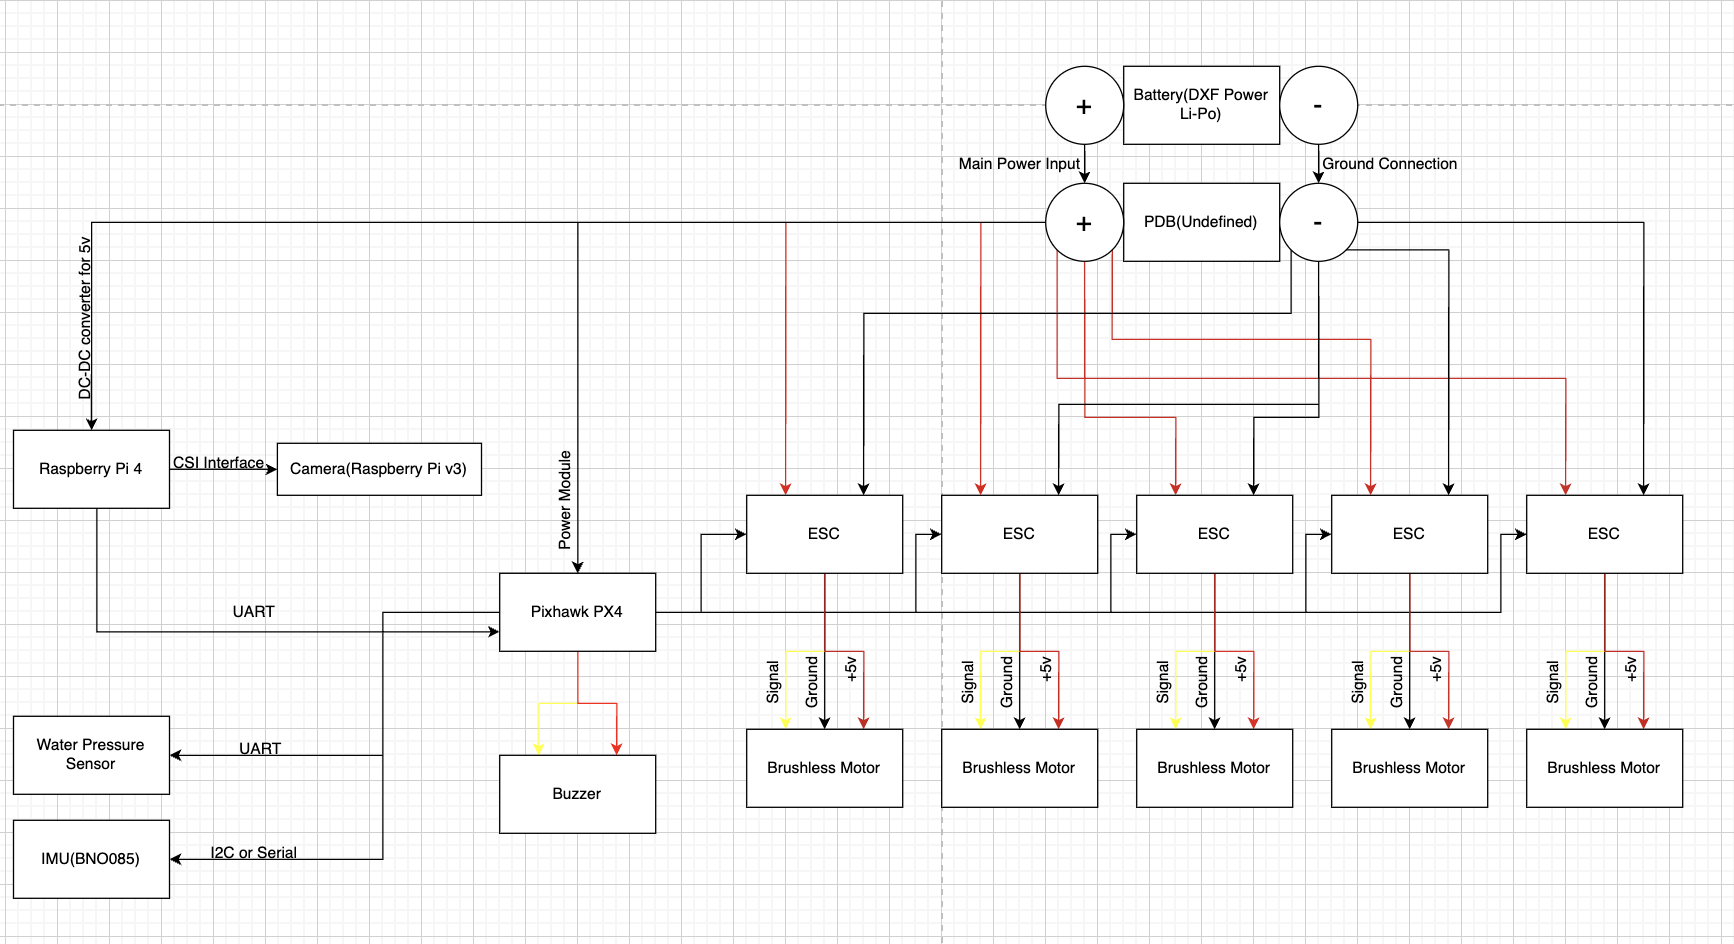 +
Battery(DXF Power
Li-Po)
-
Main Power Input
Ground Connection
+
PDB(Undefined)
-
DC-DC converter for 5v
Raspberry Pi 4
CSI Interface
Camera(Raspberry Pi v3)
Power Module
ESC
ESC
ESC
ESC
ESC
UART
Pixhawk PX4
Signal
Ground
+5v
Signal
Ground
+5v
Signal
Ground
+5v
Signal
Ground
+5v
Signal
Ground
+5v
Water Pressure
Sensor
UART
Buzzer
Brushless Motor
Brushless Motor
Brushless Motor
Brushless Motor
Brushless Motor
IMU(BNO085)
I2C or Serial